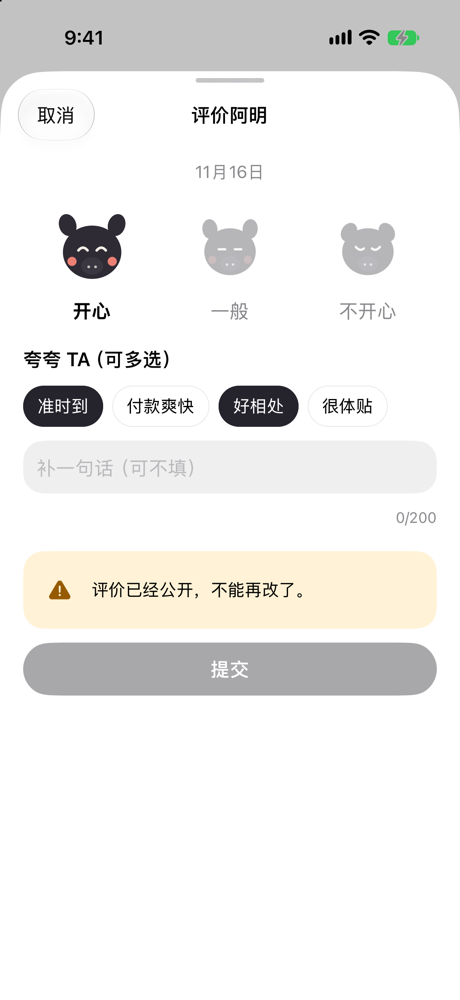 9:41
取消
评价阿明
11月16日
开心
一般
不开心
夸夸 TA（可多选）
准时到
付款爽快
好相处
很体贴
补一句话（可不填）
0/200
评价已经公开，不能再改了。
提交